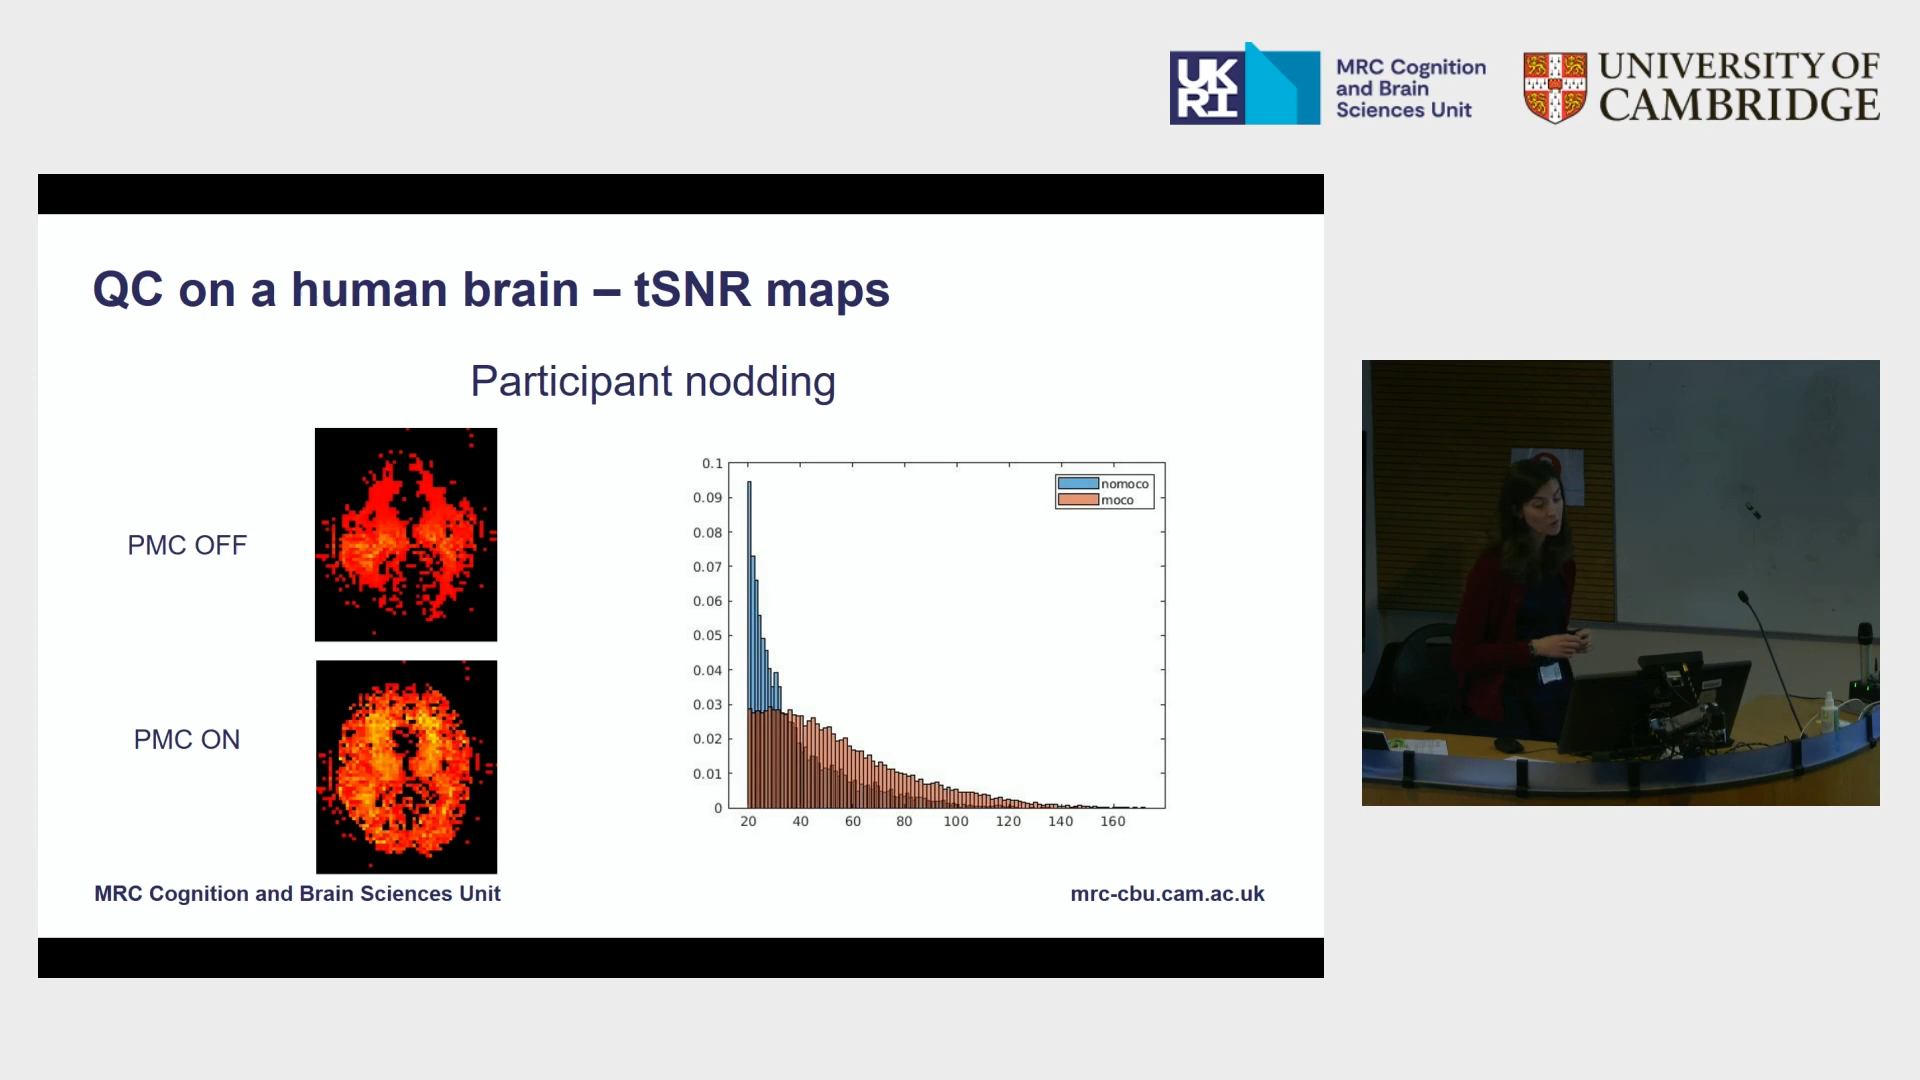 UK
RI
MRC Cognition
and Brain
Sciences Unit
UNIVERSITY OF
CAMBRIDGE
QC on a human brain – tSNR maps
Participant nodding
PMC OFF
PMC ON
0.1
0.09
0.08
0.07
0.06
0.05
0.04
0.03
0.02
0.01
0
20 40 60 80 100 120 140 160
nomoco
moco
MRC Cognition and Brain Sciences Unit
mrc-cbu.cam.ac.uk